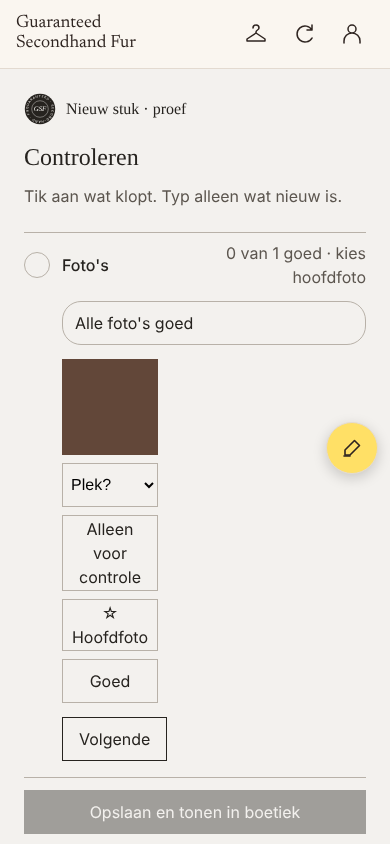 Guaranteed
Secondhand Fur
GSF
Nieuw stuk · proef
Controleren
Tik aan wat klopt. Typ alleen wat nieuw is.
Foto's
0 van 1 goed · kies
hoofdfoto
Alle foto's goed
Plek?
Alleen
voor
controle
☆
Hoofdfoto
Goed
Volgende
Opslaan en tonen in boetiek